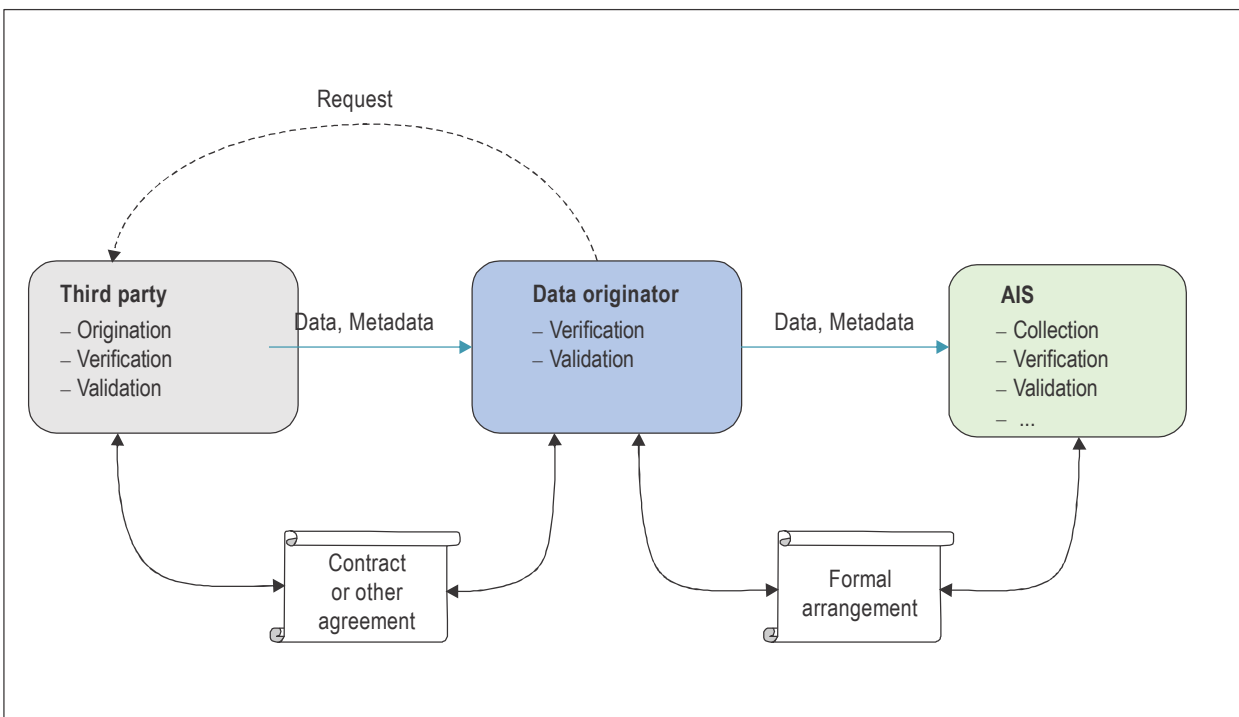 Request
Third party
– Origination
– Verification
– Validation
Data, Metadata
Data originator
– Verification
– Validation
Data, Metadata
AIS
– Collection
– Verification
– Validation
– ...
Contract
or other
agreement
Formal
arrangement